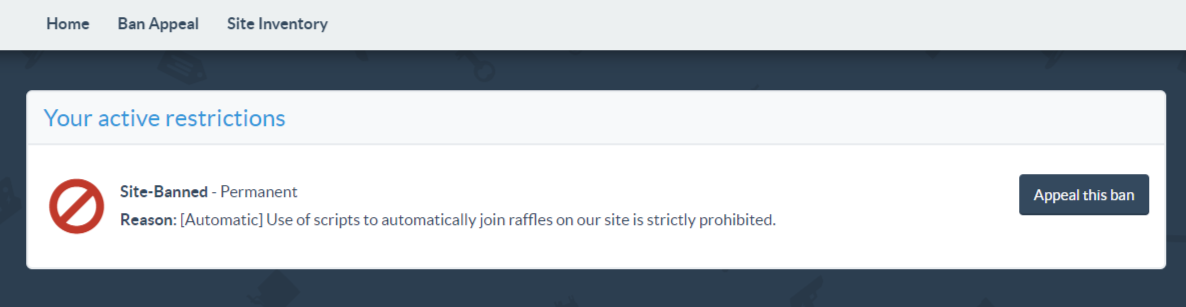 Home Ban Appeal Site Inventory
Your active restrictions
Site-Banned - Permanent
Reason: [Automatic] Use of scripts to automatically join raffles on our site is strictly prohibited.
Appeal this ban